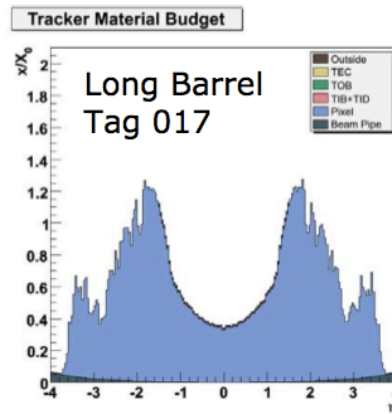 Tracker Material Budget
x/X0
Long Barrel
Tag 017
Outside
TEC
TOB
TIB+TID
Pixel
Beam Pipe
2
1.8
1.6
1.4
1.2
1
0.8
0.6
0.4
0.2
0
-4 -3 -2 -1 0 1 2 3